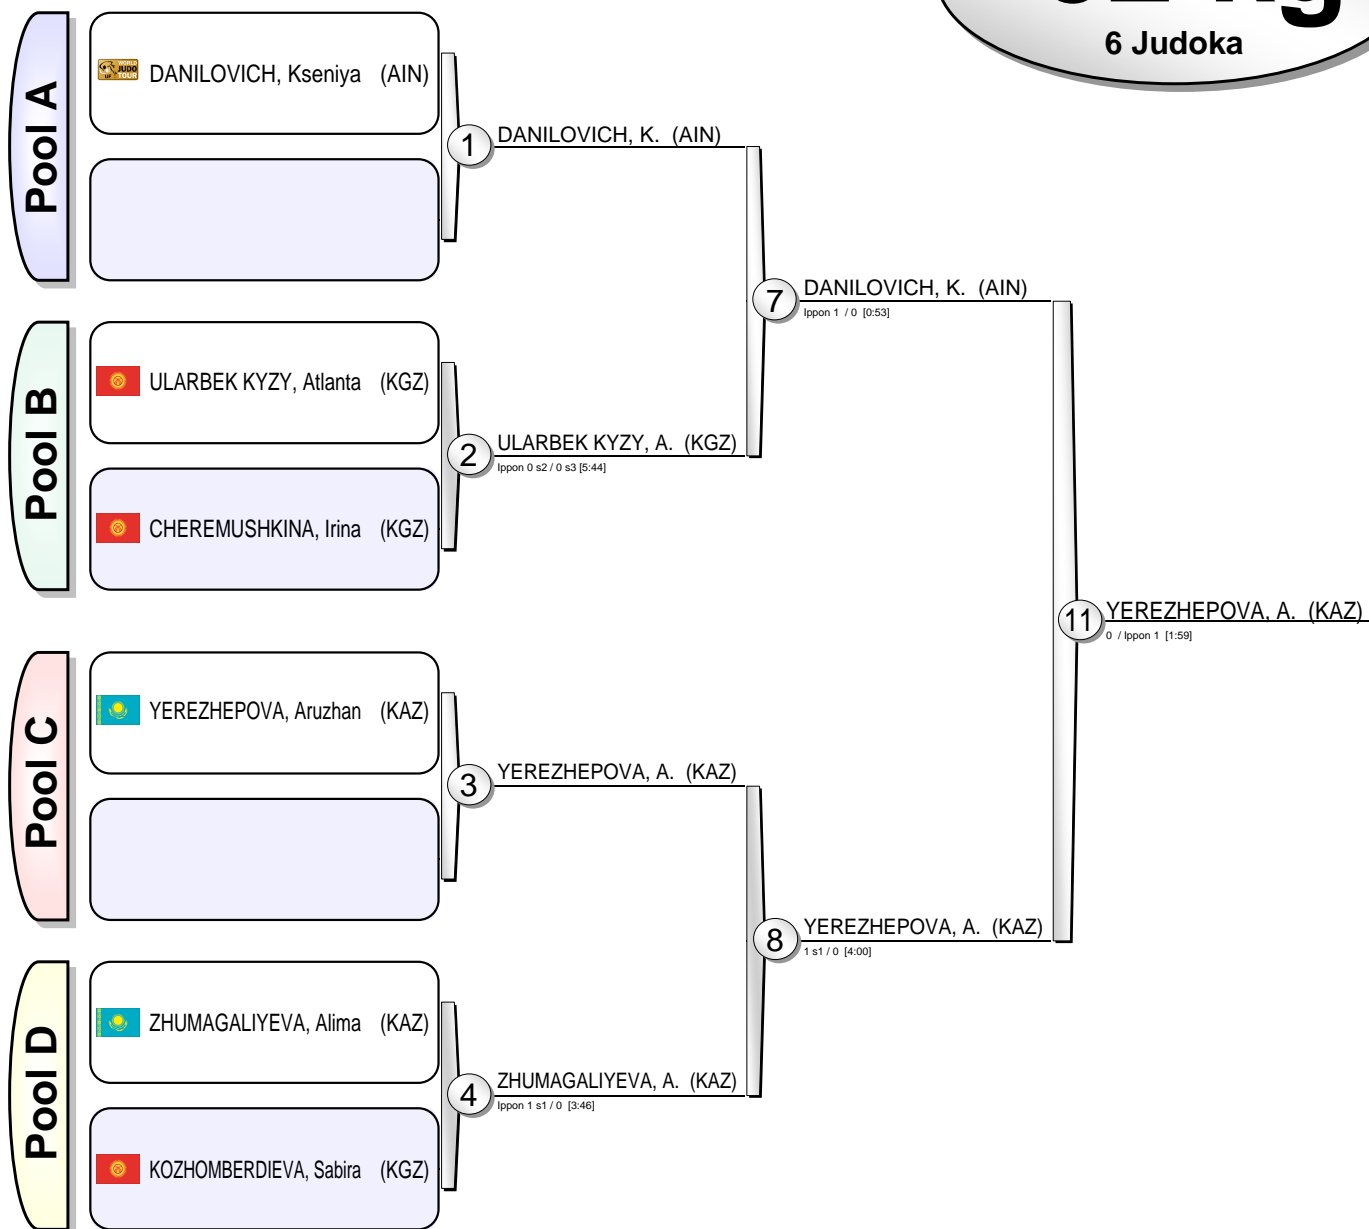 6 Judoka
Pool A
WORLD JUDO TOUR
DANILOVICH, Kseniya (AIN)
1
DANILOVICH, K. (AIN)
7
DANILOVICH, K. (AIN)
Ippon 1 / 0 [0:53]
Pool B
ULARBEK KYZY, Atlanta (KGZ)
CHEREMUSHKINA, Irina (KGZ)
2
ULARBEK KYZY, A. (KGZ)
Ippon 0 s2 / 0 s3 [5:44]
11
YEREZHEPOVA, A. (KAZ)
0 / Ippon 1 [1:59]
Pool C
YEREZHEPOVA, Aruzhan (KAZ)
3
YEREZHEPOVA, A. (KAZ)
8
YEREZHEPOVA, A. (KAZ)
1 s1 / 0 [4:00]
Pool D
ZHUMAGALIYEVA, Alima (KAZ)
KOZHOMBERDIEVA, Sabira (KGZ)
4
ZHUMAGALIYEVA, A. (KAZ)
Ippon 1 s1 / 0 [3:46]